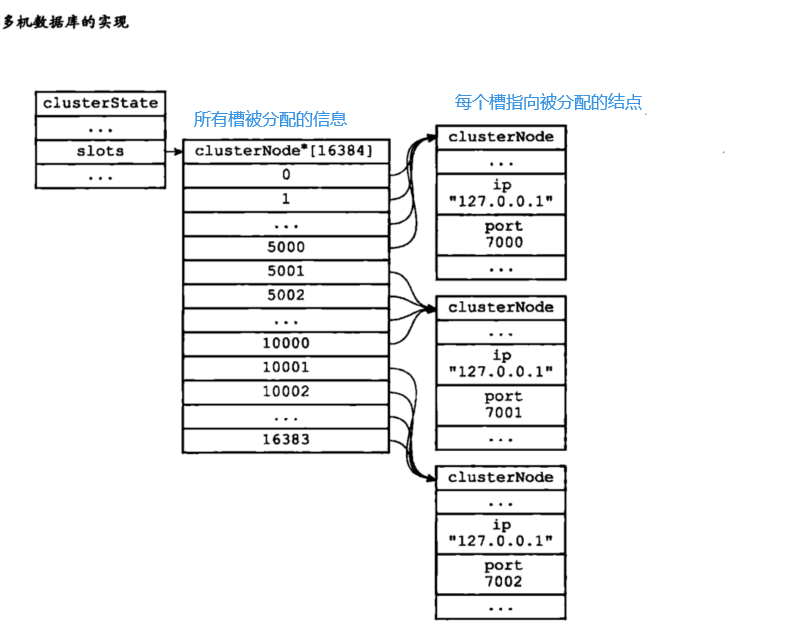 多机数据库的实现
clusterState
...
slots
...
所有槽被分配的信息
clusterNode*[16384]
0
1
...
5000
5001
5002
...
10000
10001
10002
...
16383
每个槽指向被分配的结点
clusterNode
...
ip
"127.0.0.1"
port
7000
...
clusterNode
...
ip
"127.0.0.1"
port
7001
...
clusterNode
...
ip
"127.0.0.1"
port
7002
...